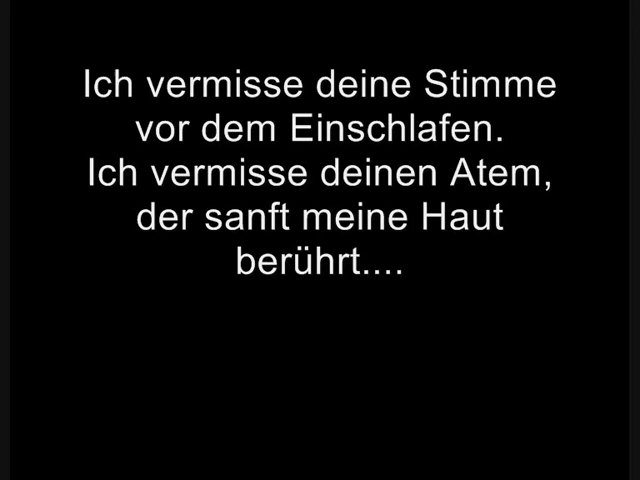 Ich vermisse deine Stimme
vor dem Einschlafen.
Ich vermisse deinen Atem,
der sanft meine Haut
berührt....